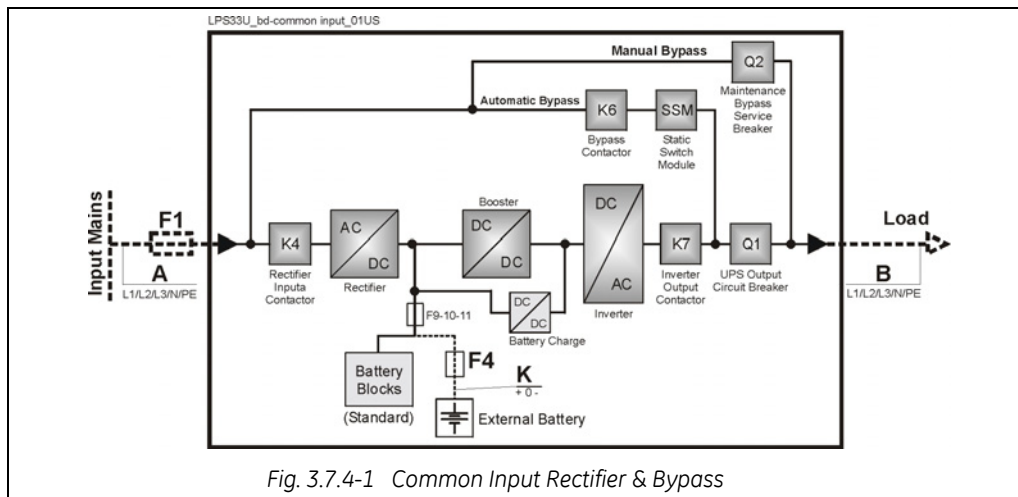 LPS33U_bd-common input_01US
Manual Bypass
Q2
Maintenance
Bypass
Service
Breaker
Automatic Bypass
K6
SSM
Bypass
Contactor
Static
Switch
Module
Input Mains
F1
A
L1/L2/L3/N/PE
K4
Rectifier
Inputa
Contactor
AC
DC
Rectifier
Booster
DC
DC
DC
AC
Inverter
K7
Inverter
Output
Contactor
Q1
UPS Output
Circuit Breaker
Load
B
L1/L2/L3/N/PE
F9-10-11
DC
DC
Battery Charge
Battery
Blocks
(Standard)
F4
K
+ 0 -
External Battery
Fig. 3.7.4-1 Common Input Rectifier & Bypass